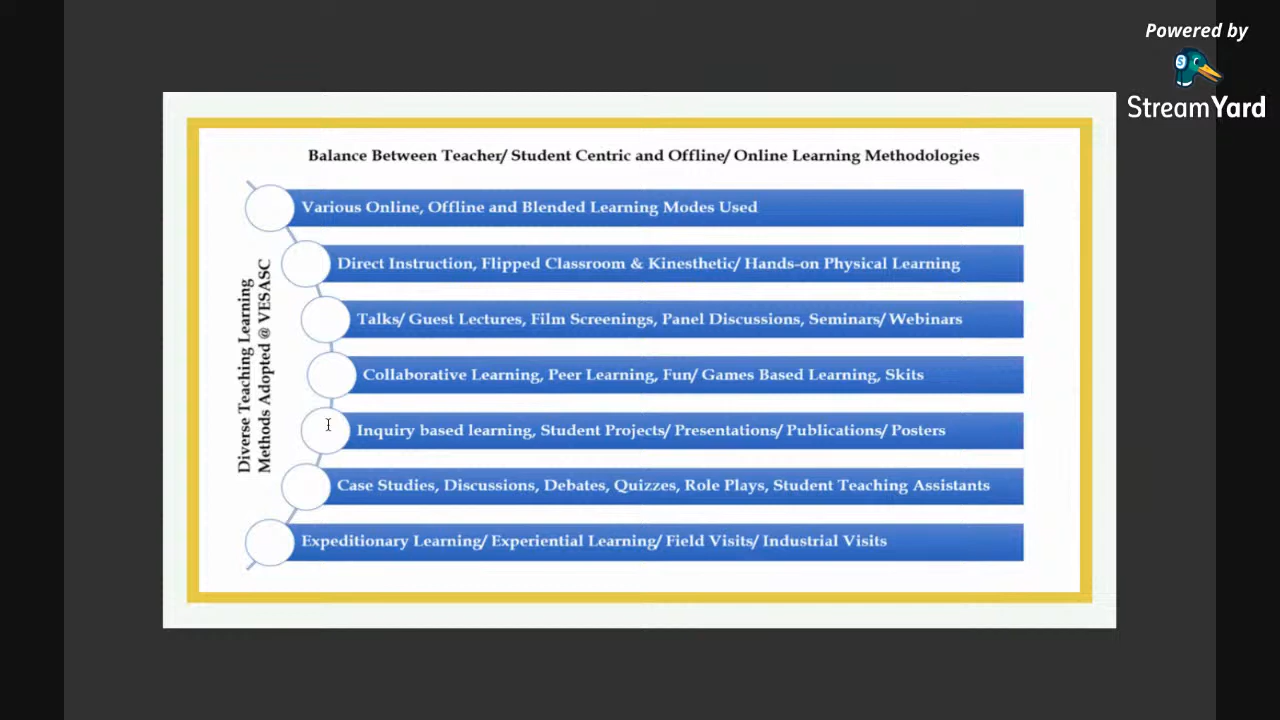 Powered by
StreamYard
Balance Between Teacher/ Student Centric and Offline/ Online Learning Methodologies
Diverse Teaching Learning
Methods Adopted @ VESASC
Various Online, Offline and Blended Learning Modes Used
Direct Instruction, Flipped Classroom & Kinesthetic/ Hands-on Physical Learning
Talks/ Guest Lectures, Film Screenings, Panel Discussions, Seminars/ Webinars
Collaborative Learning, Peer Learning, Fun/ Games Based Learning, Skits
Inquiry based learning, Student Projects/ Presentations/ Publications/ Posters
Case Studies, Discussions, Debates, Quizzes, Role Plays, Student Teaching Assistants
Expeditionary Learning/ Experiential Learning/ Field Visits/ Industrial Visits